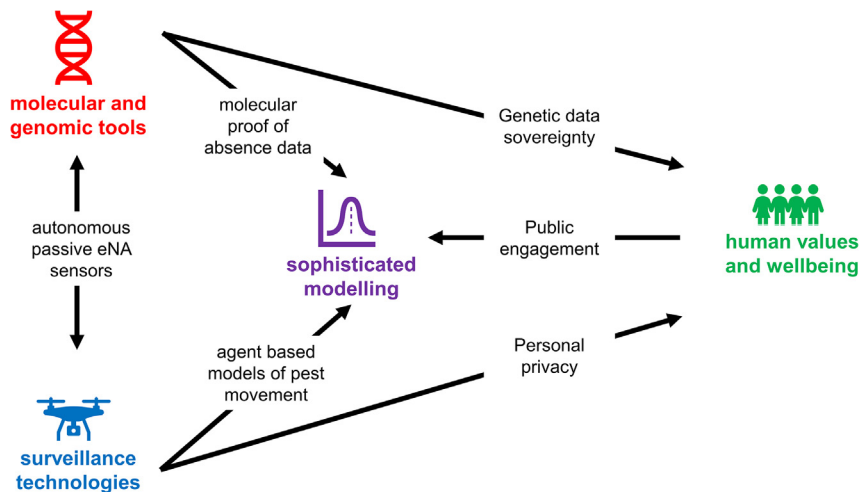 molecular and
genomic tools
molecular
proof of
absence data
Genetic data
sovereignty
autonomous
passive eNA
sensors
sophisticated
modelling
Public
engagement
human values
and wellbeing
agent based
models of pest
movement
Personal
privacy
surveillance
technologies